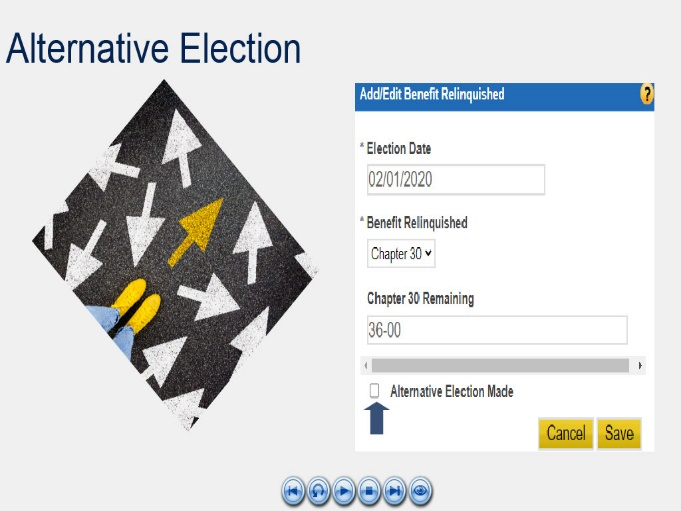 Alternative Election
Add/Edit Benefit Relinquished
?
* Election Date
02/01/2020
* Benefit Relinquished
Chapter 30
Chapter 30 Remaining
36-00
Alternative Election Made
Cancel Save